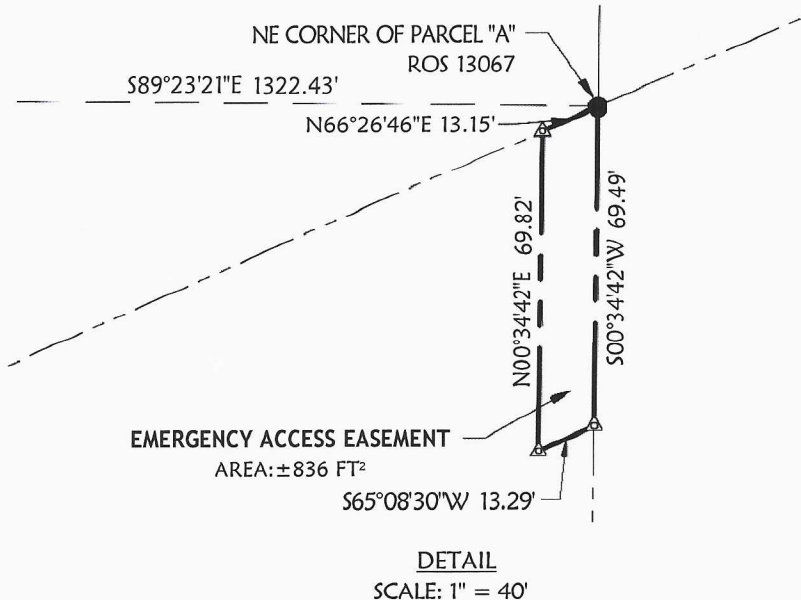 NE CORNER OF PARCEL "A"
ROS 13067
S89°23'21"E 1322.43'
N66°26'46"E 13.15'
N00°34'42"E 69.82'
S00°34'42"W 69.49'
EMERGENCY ACCESS EASEMENT
AREA:±836 FT²
S65°08'30"W 13.29'
DETAIL
SCALE: 1" = 40'